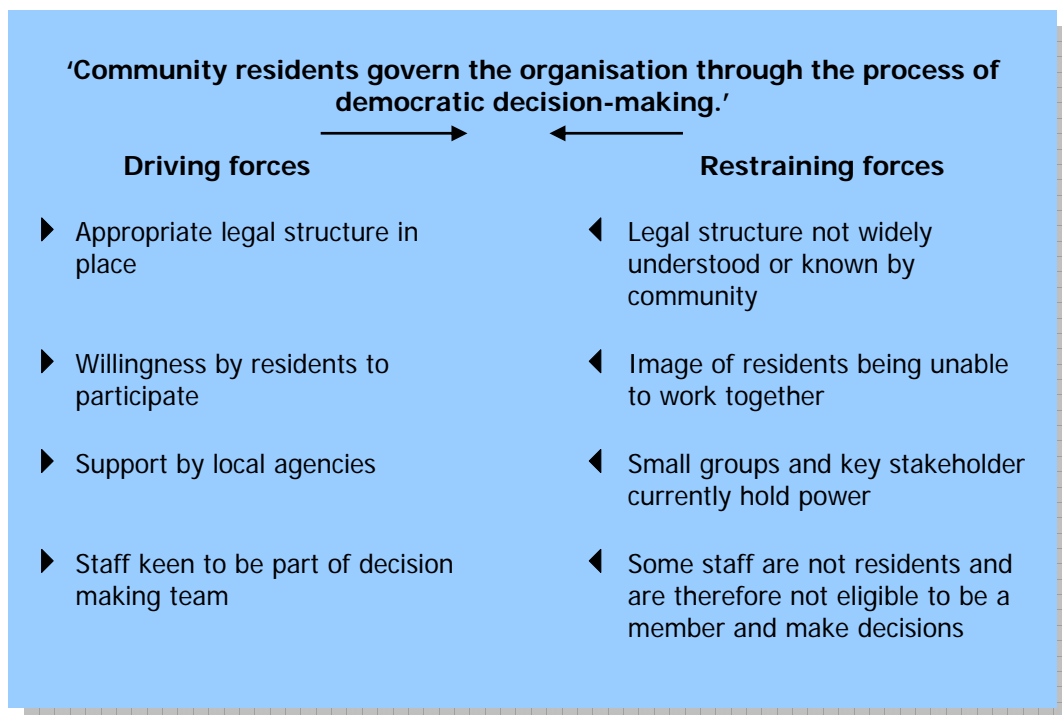 ‘Community residents govern the organisation through the process of
democratic decision-making.’
Driving forces
Restraining forces
Appropriate legal structure in
place
Legal structure not widely
understood or known by
community
Willingness by residents to
participate
Image of residents being unable
to work together
Support by local agencies
Small groups and key stakeholder
currently hold power
Staff keen to be part of decision
making team
Some staff are not residents and
are therefore not eligible to be a
member and make decisions